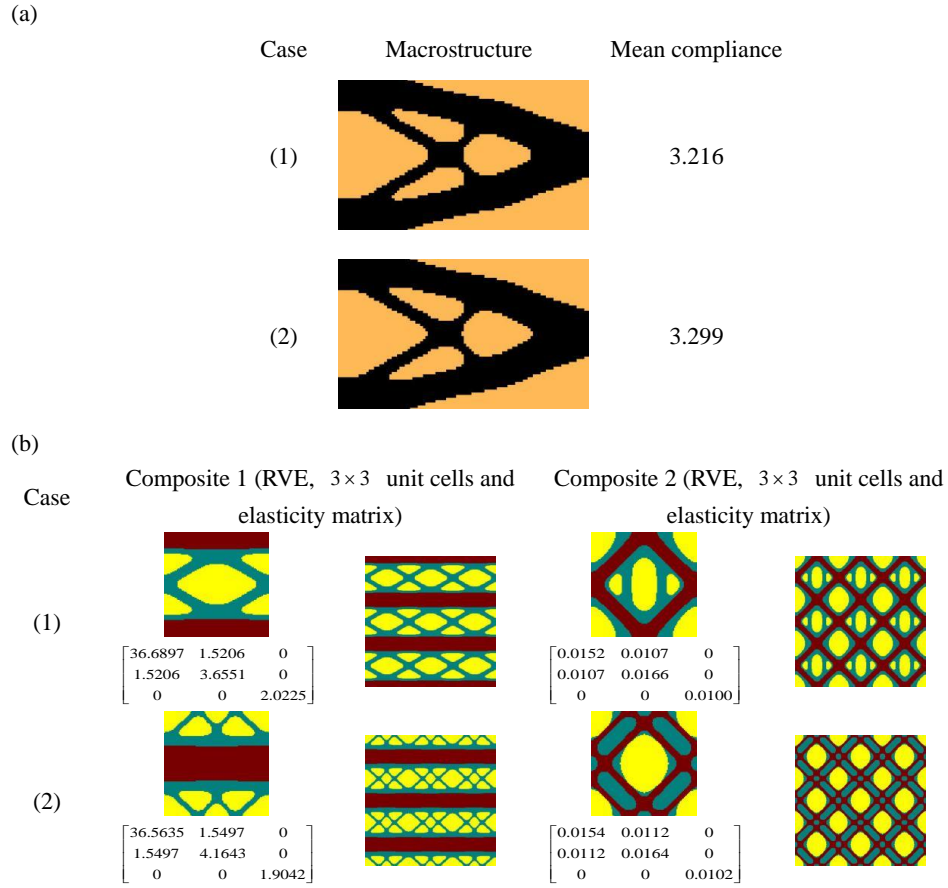 (a)
Case Macrostructure Mean compliance
(1) 3.216
(2) 3.299
(b)
Case
Composite 1 (RVE, 3×3 unit cells and
elasticity matrix)
Composite 2 (RVE, 3×3 unit cells and
elasticity matrix)
(1)
36.6897 1.5206 0
1.5206 3.6551 0
0 0 2.0225
0.0152 0.0107 0
0.0107 0.0166 0
0 0 0.0100
(2)
36.5635 1.5497 0
1.5497 4.1643 0
0 0 1.9042
0.0154 0.0112 0
0.0112 0.0164 0
0 0 0.0102